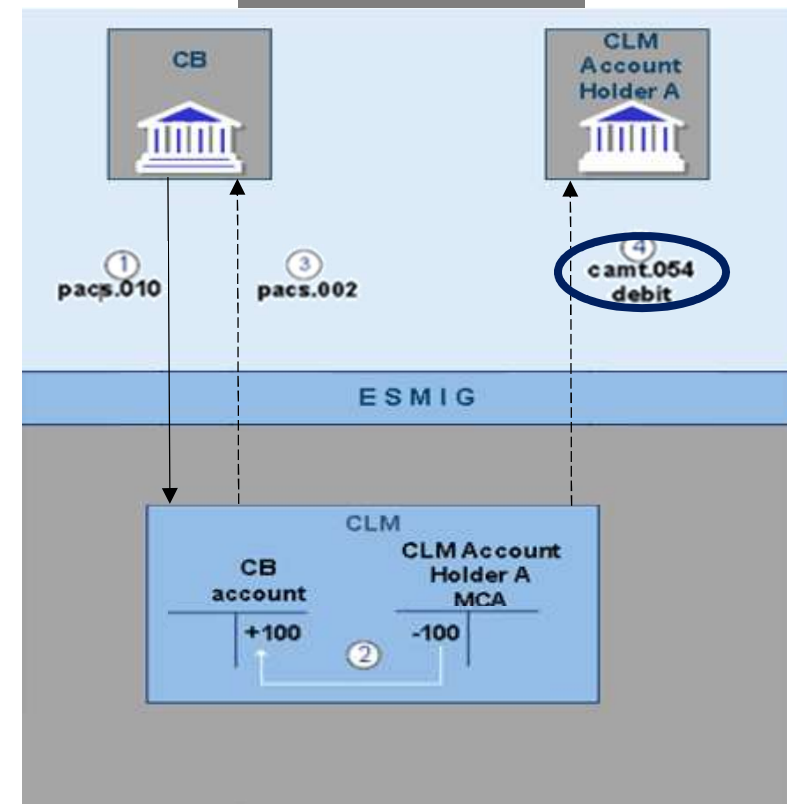 CB
CLM
Account
Holder A
1
pacs.010
3
pacs.002
4
camt.054
debit
ESMIG
CLM
CB
account
CLM Account
Holder A
MCA
+100
-100
2